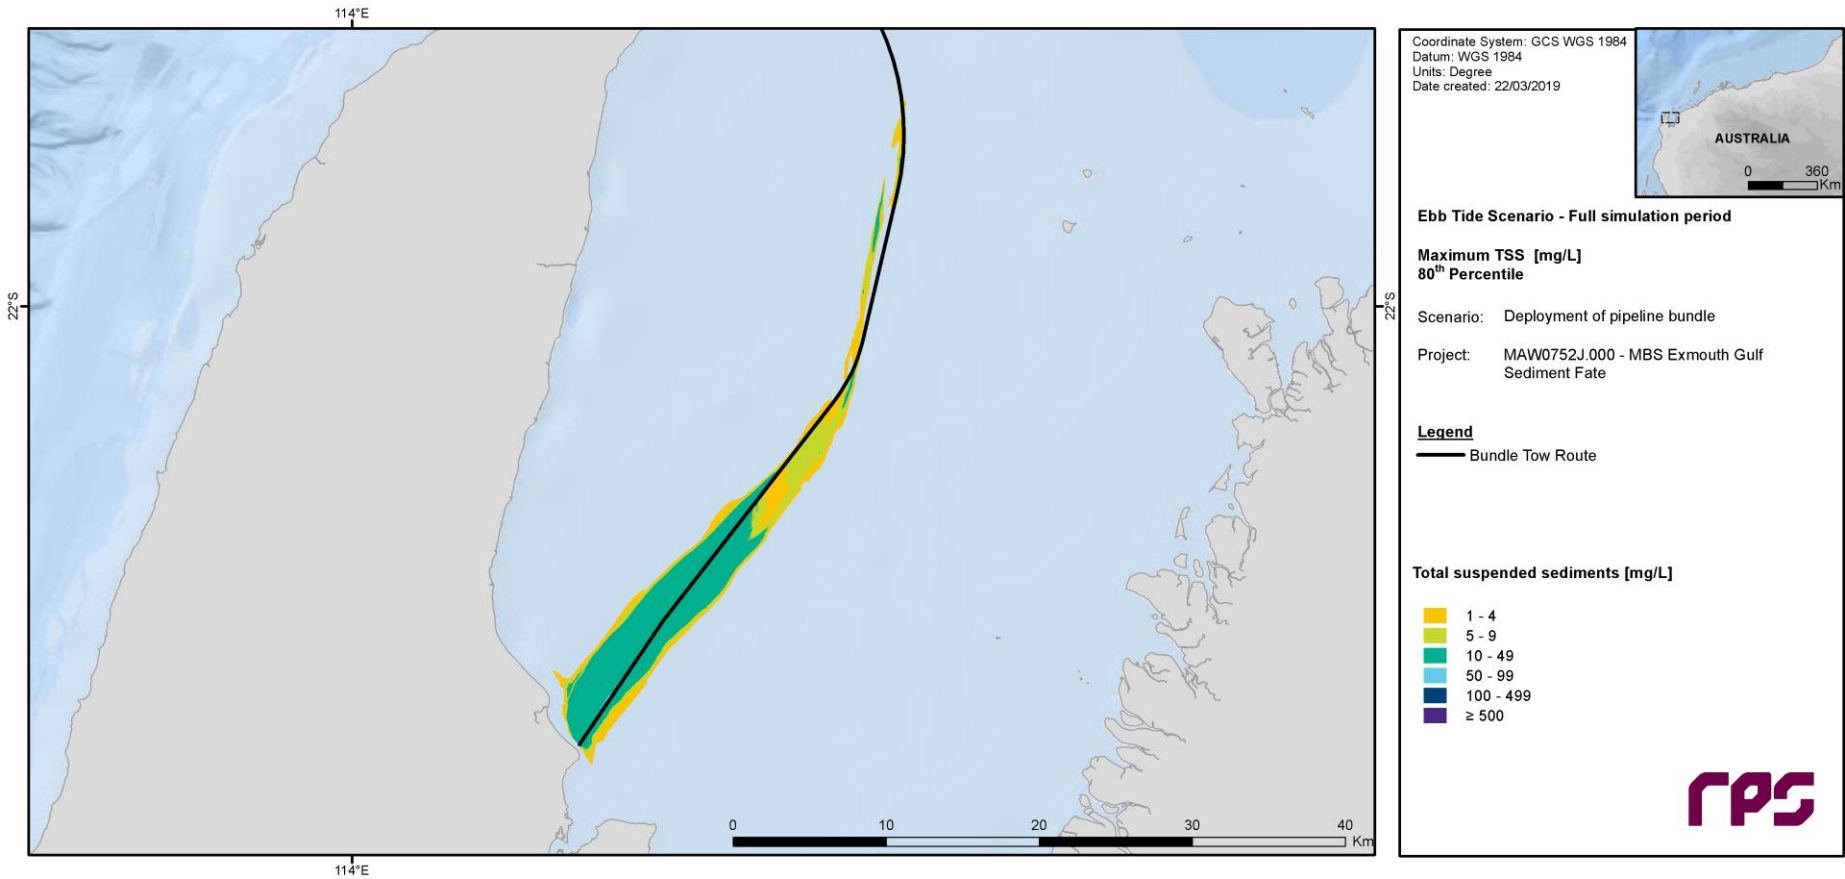 114°E
22°S
22°S
114°E
0 10 20 30 40
Km
Coordinate System: GCS WGS 1984
Datum: WGS 1984
Units: Degree
Date created: 22/03/2019
AUSTRALIA
0 360
Km
Ebb Tide Scenario - Full simulation period
Maximum TSS [mg/L]
80th Percentile
Scenario: Deployment of pipeline bundle
Project: MAW0752J.000 - MBS Exmouth Gulf
Sediment Fate
Legend
Bundle Tow Route
Total suspended sediments [mg/L]
1 - 4
5 - 9
10 - 49
50 - 99
100 - 499
≥ 500
rps